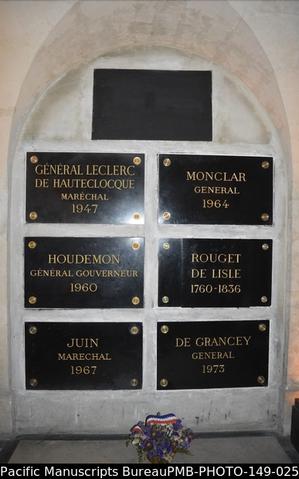 GÉNÉRAL LECLERC
DE HAUTECLOCQUE
MARÉCHAL
1947
MONCLAR
GENERAL
1964
HOUDEMON
GÉNÉRAL GOUVERNEUR
1960
ROUGET
DE LISLE
1760-1836
JUIN
MARECHAL
1967
DE GRANCEY
GENERAL
1973
Pacific Manuscripts BureauPMB-PHOTO-149-025